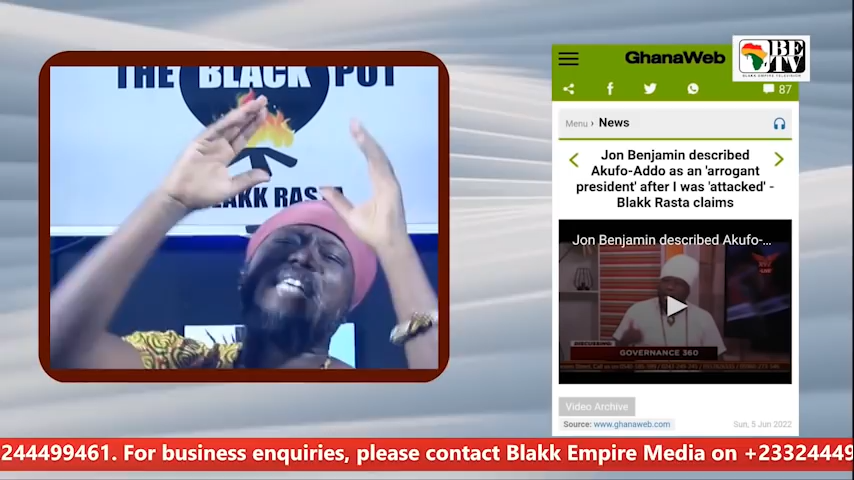 THE BLACK POT
BLAKK RASTA
GhanaWeb
BE
TV
BLAKK EMPIRE TELEVISION
87
Menu › News
Jon Benjamin described
Akufo-Addo as an 'arrogant
president' after I was 'attacked' -
Blakk Rasta claims
Jon Benjamin described Akufo-...
DISCUSSING:
GOVERNANCE 360
Video Archive
Source: www.ghanaweb.com
Sun, 5 Jun 2022
244499461. For business enquiries, please contact Blakk Empire Media on +23324449